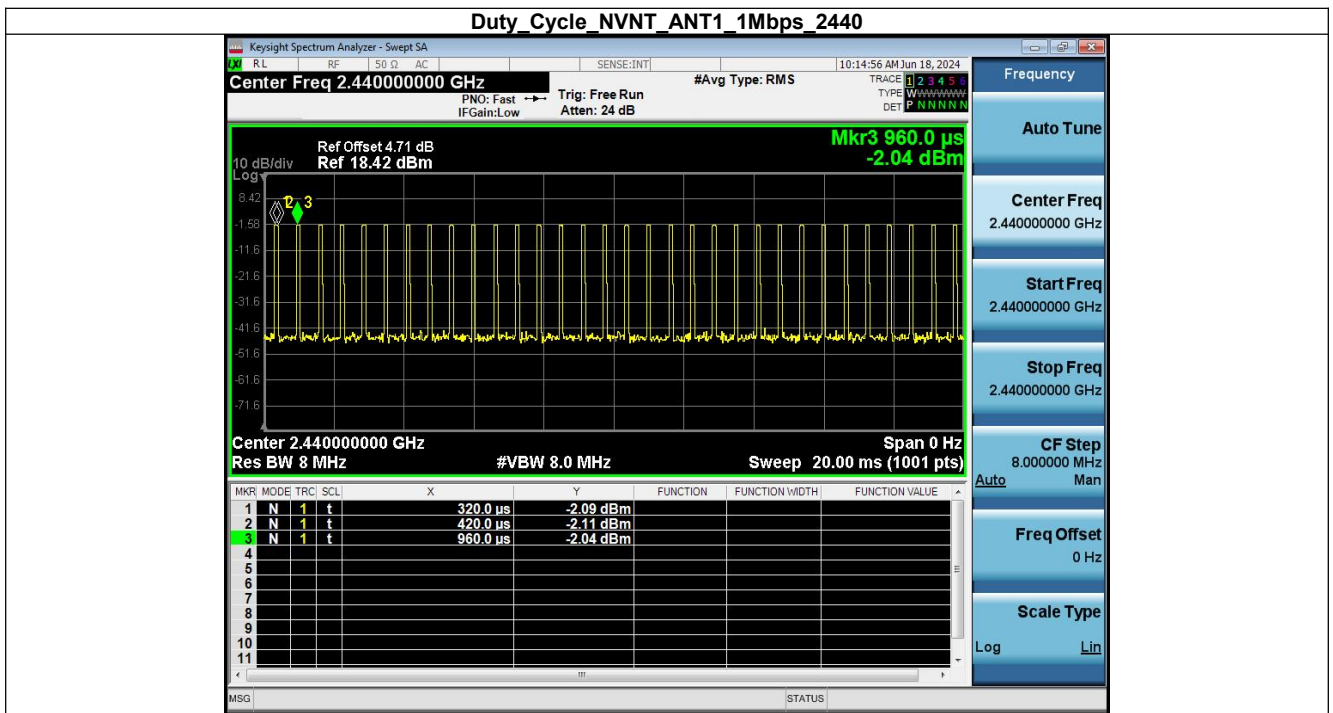 Duty_Cycle_NVNT_ANT1_1Mbps_2440
Keysight Spectrum Analyzer - Swept SA
LXI RL RF 50 Ω AC SENSE:INT 10:14:56 AM Jun 18, 2024
Center Freq 2.440000000 GHz
PNO: Fast
IFGain:Low
Trig: Free Run
Atten: 24 dB
#Avg Type: RMS
TRACE 1 2 3 4 5 6
TYPE WWWWWW
DET P N N N N N
Ref Offset 4.71 dB
10 dB/div Ref 18.42 dBm
Log
Mkr3 960.0 µs
-2.04 dBm
8.42
-1.58
-11.6
-21.6
-31.6
-41.6
-51.6
-61.6
-71.6
2 3
Center 2.440000000 GHz Span 0 Hz
Res BW 8 MHz #VBW 8.0 MHz Sweep 20.00 ms (1001 pts)
MKR MODE TRC SCL X Y FUNCTION FUNCTION WIDTH FUNCTION VALUE
1 N 1 t 320.0 µs -2.09 dBm
2 N 1 t 420.0 µs -2.11 dBm
3 N 1 t 960.0 µs -2.04 dBm
4
5
6
7
8
9
10
11
MSG STATUS
Frequency
Auto Tune
Center Freq
2.440000000 GHz
Start Freq
2.440000000 GHz
Stop Freq
2.440000000 GHz
CF Step
8.000000 MHz
Auto Man
Freq Offset
0 Hz
Scale Type
Log Lin